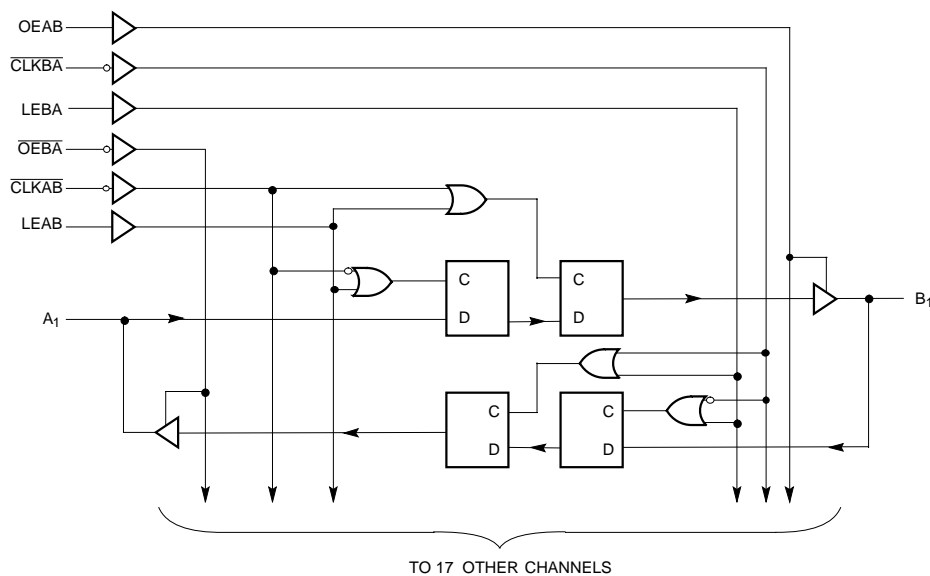 OEAB
CLKBA
LEBA
OEBA
CLKAB
LEAB
C
C
D
D
A1
B1
C
C
D
D
TO 17 OTHER CHANNELS